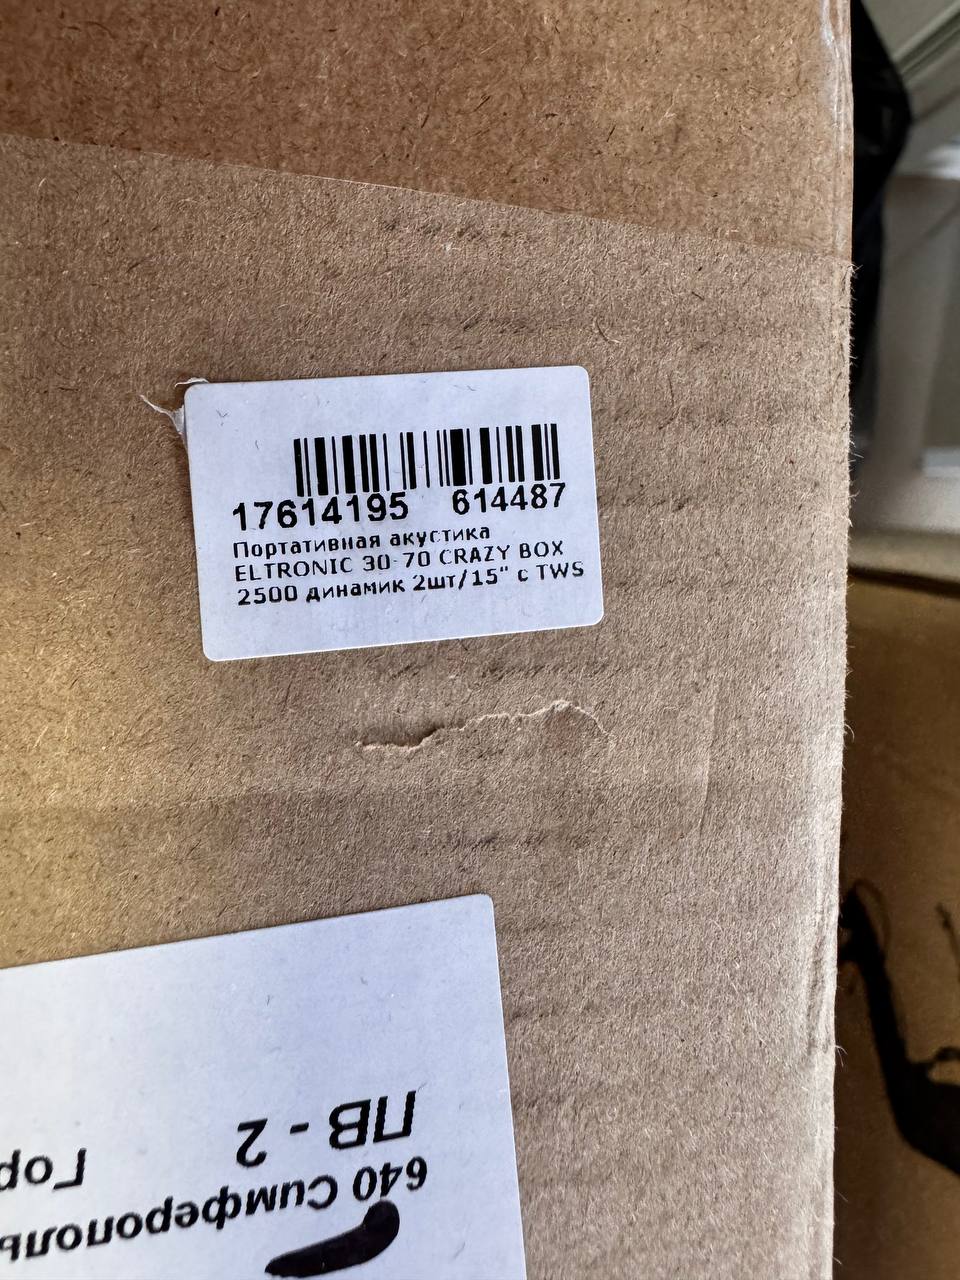 17614195 614487
Портативная акустика
ELTRONIC 30-70 CRAZY BOX
2500 динамик 2шт/15" с TWS
640 Симферополь
ПВ - 2